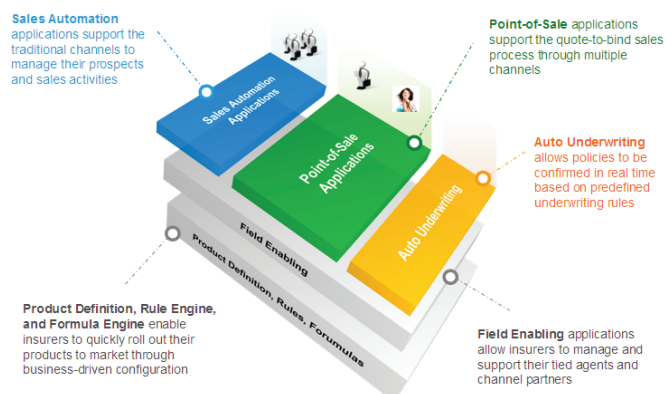 Sales Automation
applications support the
traditional channels to
manage their prospects
and sales activities
Point-of-Sale applications
support the quote-to-bind sales
process through multiple
channels
Sales Automation
Applications
Point-of-Sale
Applications
Auto Underwriting
Auto Underwriting
allows policies to be
confirmed in real time
based on predefined
underwriting rules
Field Enabling
Product Definition, Rules, Forumulas
Product Definition, Rule Engine,
and Formula Engine enable
insurers to quickly roll out their
products to market through
business-driven configuration
Field Enabling applications
allow insurers to manage and
support their tied agents and
channel partners